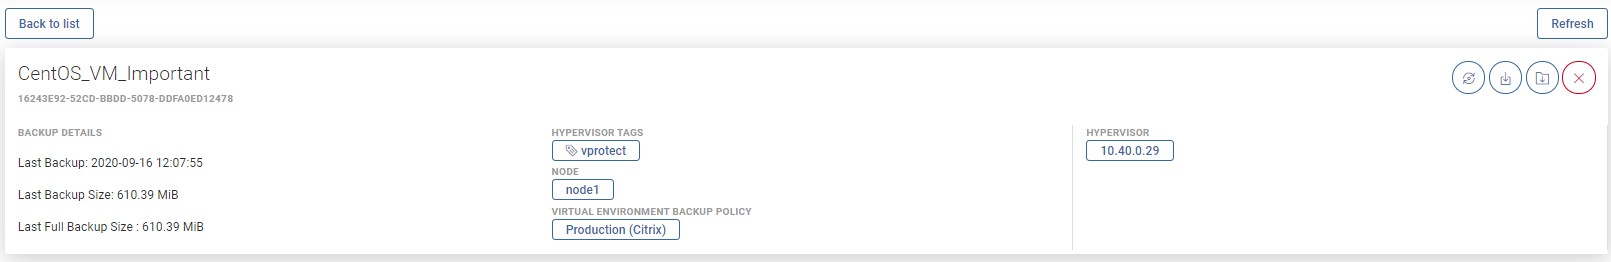 Back to list
Refresh
CentOS_VM_Important
16243E92-52CD-BBDD-5078-DDFA0ED12478
BACKUP DETAILS
Last Backup: 2020-09-16 12:07:55
Last Backup Size: 610.39 MiB
Last Full Backup Size : 610.39 MiB
HYPERVISOR TAGS
vprotect
NODE
node1
VIRTUAL ENVIRONMENT BACKUP POLICY
Production (Citrix)
HYPERVISOR
10.40.0.29